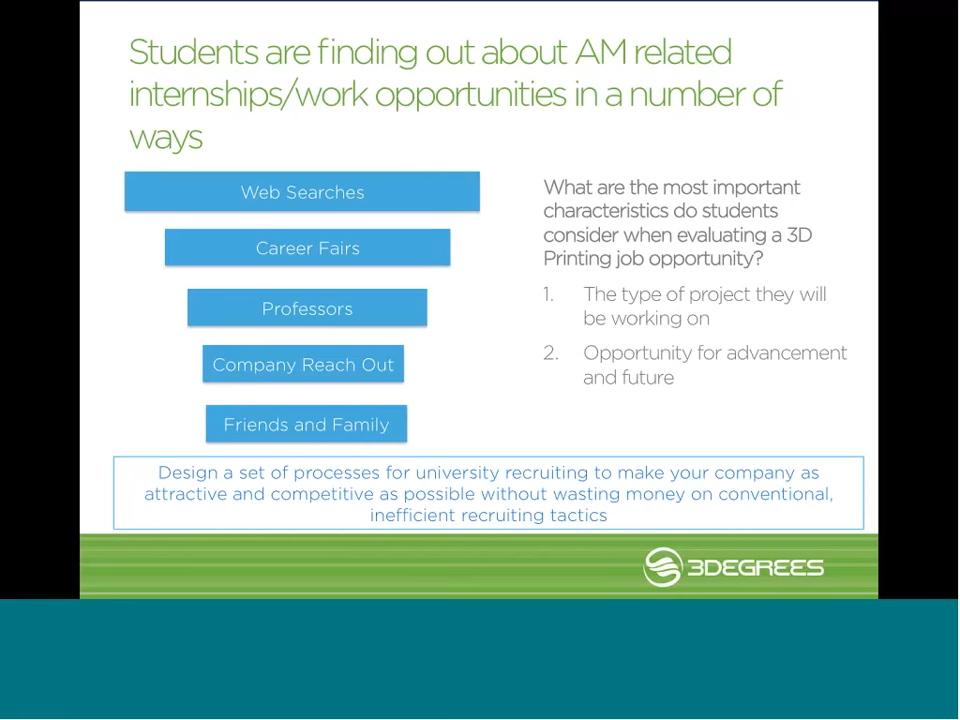 Students are finding out about AM related
internships/work opportunities in a number of
ways
Web Searches
Career Fairs
Professors
Company Reach Out
Friends and Family
What are the most important
characteristics do students
consider when evaluating a 3D
Printing job opportunity?
1. The type of project they will
be working on
2. Opportunity for advancement
and future
Design a set of processes for university recruiting to make your company as
attractive and competitive as possible without wasting money on conventional,
inefficient recruiting tactics
3DEGREES